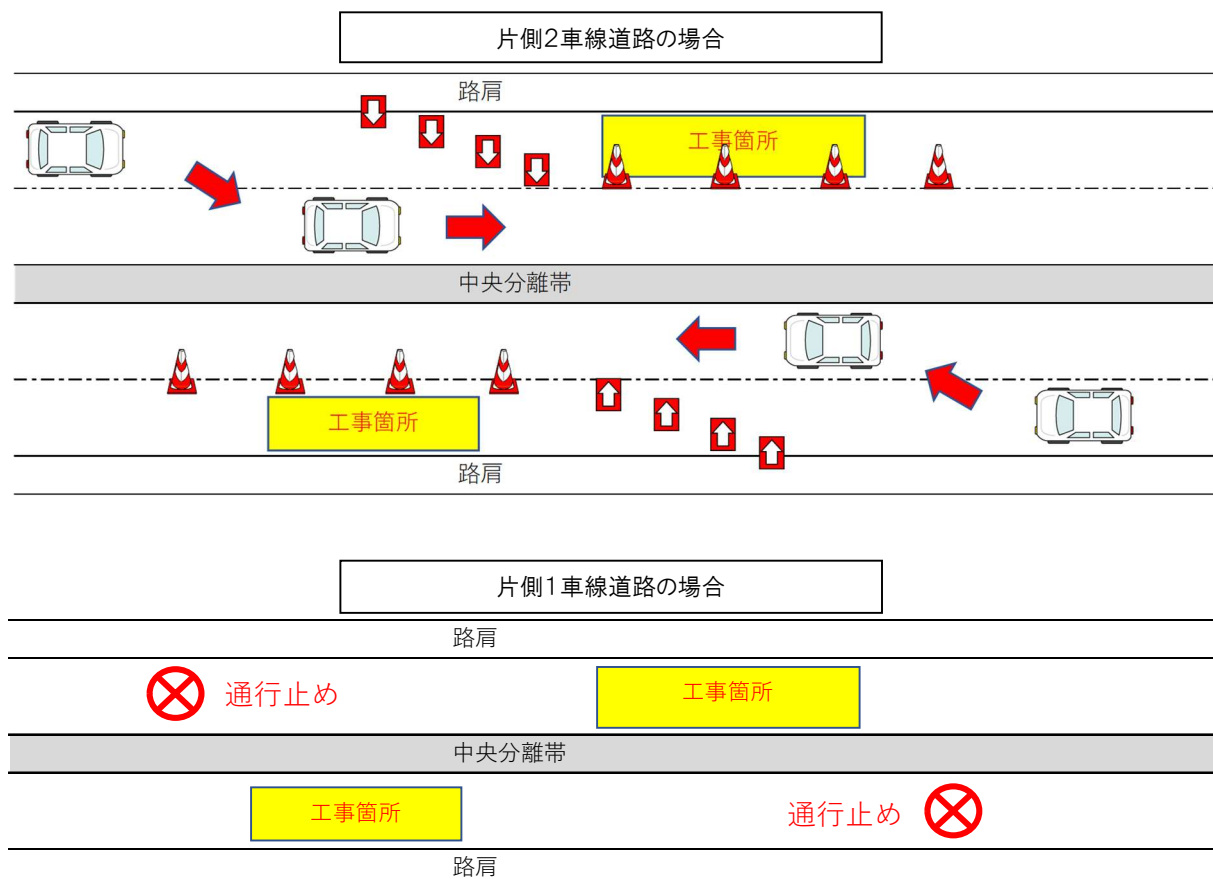 片側2車線道路の場合
路肩
工事箇所
中央分離帯
工事箇所
路肩
片側1車線道路の場合
路肩
通行止め
工事箇所
中央分離帯
工事箇所
通行止め
路肩